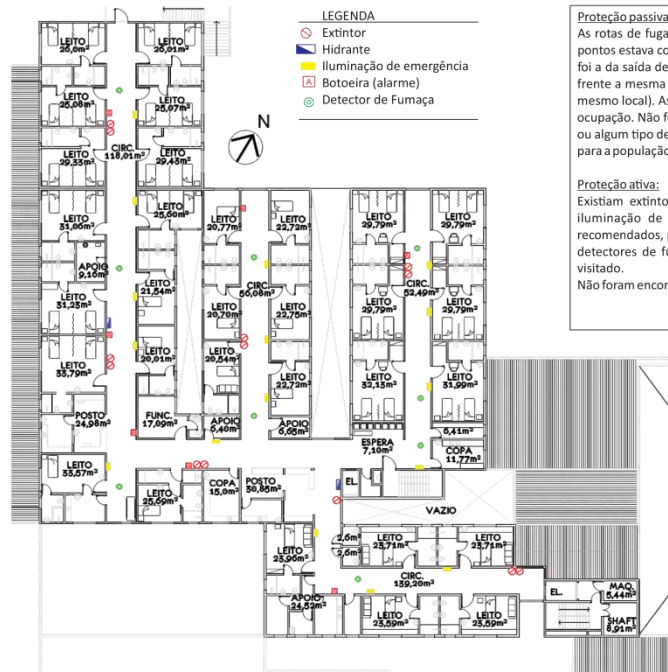 LEGENDA
Extintor
Hidrante
Iluminação de emergência
A Botoeira (alarme)
Detector de Fumaça
N
Proteção passiva
As rotas de fuga
pontos estava co
foi a da saída de
frente a mesma
mesmo local). As
ocupação. Não f
ou algum tipo de
para a população
Proteção ativa:
Existiam extinto
iluminação de
recomendados, p
detectores de fu
visitado.
Não foram encon
LEITO
26,0m²
LEITO
26,01m²
LEITO
25,08m²
LEITO
25,07m²
CIRC.
118,01m²
LEITO
29,33m²
LEITO
29,43m²
LEITO
31,06m²
LEITO
25,60m²
APOIO
9,16m²
LEITO
31,23m²
LEITO
21,54m²
LEITO
33,79m²
LEITO
20,01m²
POSTO
24,98m²
FUNC.
17,09m²
LEITO
33,57m²
LEITO
25,69m²
COPA
15,0m²
POSTO
30,85m²
LEITO
20,77m²
LEITO
22,72m²
CIRC.
56,08m²
LEITO
20,70m²
LEITO
22,75m²
LEITO
20,54m²
LEITO
22,72m²
APOIO
6,40m²
APOIO
6,65m²
LEITO
29,79m²
LEITO
29,79m²
CIRC.
52,49m²
LEITO
29,79m²
LEITO
29,79m²
LEITO
32,13m²
LEITO
31,99m²
ESPERA
7,10m²
6,41m²
COPA
11,77m²
EL.
VAZIO
LEITO
23,96m²
2,6m²
2,6m²
LEITO
23,71m²
LEITO
23,71m²
CIRC.
139,20m²
APOIO
24,52m²
LEITO
23,59m²
LEITO
23,59m²
EL.
MAQ.
5,44m²
SHAFT
8,91m²